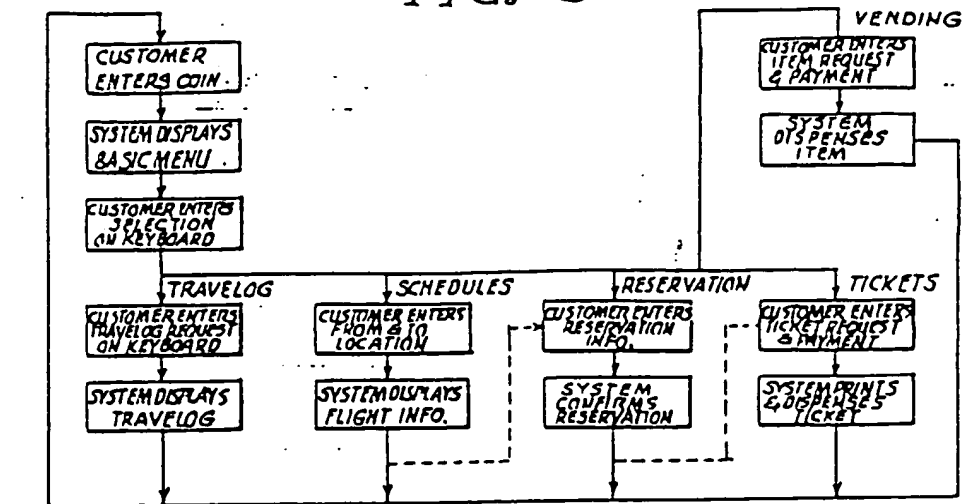 VENDING
CUSTOMER
ENTERS COIN.
CUSTOMER ENTERS
ITEM REQUEST
& PAYMENT
SYSTEM DISPLAYS
BASIC MENU.
SYSTEM
DISPENSES
ITEM
CUSTOMER ENTERS
SELECTION
ON KEYBOARD
TRAVELOG
SCHEDULES
RESERVATION
TICKETS
CUSTOMER ENTERS
TRAVELOG REQUEST
ON KEYBOARD
CUSTOMER ENTERS
FROM & TO
LOCATION
CUSTOMER ENTERS
RESERVATION
INFO.
CUSTOMER ENTERS
TICKET REQUEST
& PAYMENT
SYSTEM DISPLAYS
TRAVELOG
SYSTEM DISPLAYS
FLIGHT INFO.
SYSTEM
CONFIRMS
RESERVATION
SYSTEM PRINTS
& DISPENSES
TICKET